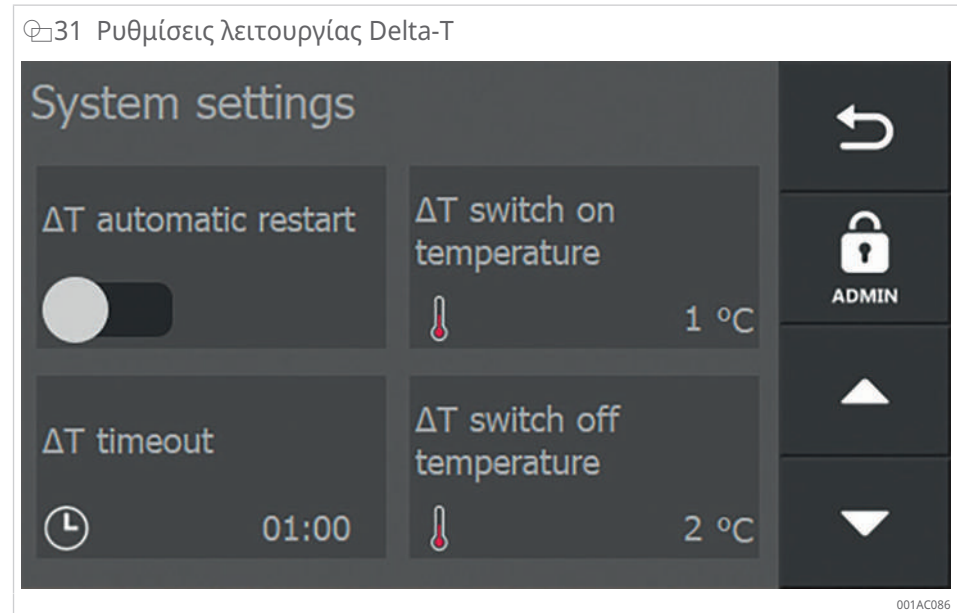 31 Ρυθμίσεις λειτουργίας Delta-T
System settings
ΔT automatic restart
ΔT switch on
temperature
1 °C
ADMIN
ΔT timeout
01:00
ΔT switch off
temperature
2 °C
001AC086